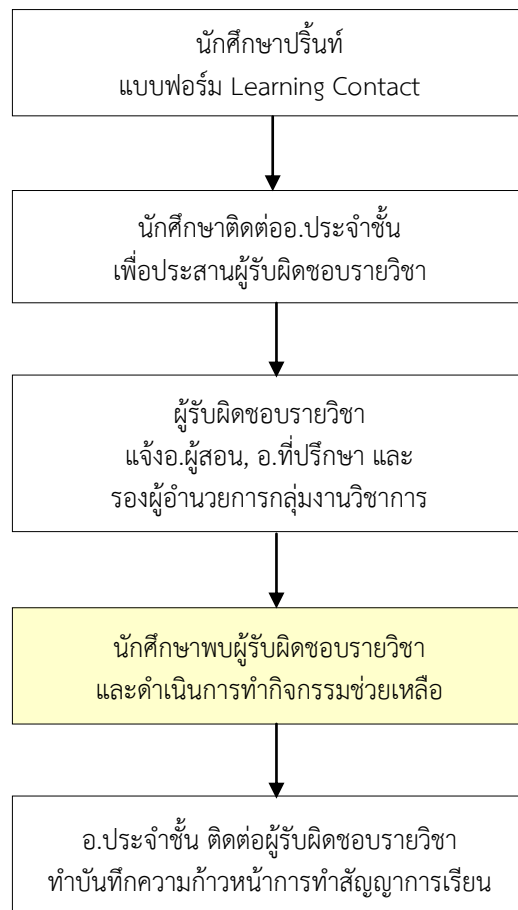 นักศึกษาปริ้นท์
แบบฟอร์ม Learning Contact
นักศึกษาติดต่ออ.ประจำชั้น
เพื่อประสานผู้รับผิดชอบรายวิชา
ผู้รับผิดชอบรายวิชา
แจ้งอ.ผู้สอน, อ.ที่ปรึกษา และ
รองผู้อำนวยการกลุ่มงานวิชาการ
นักศึกษาพบผู้รับผิดชอบรายวิชา
และดำเนินการทำกิจกรรมช่วยเหลือ
อ.ประจำชั้น ติดต่อผู้รับผิดชอบรายวิชา
ทำบันทึกความก้าวหน้าการทำสัญญาการเรียน